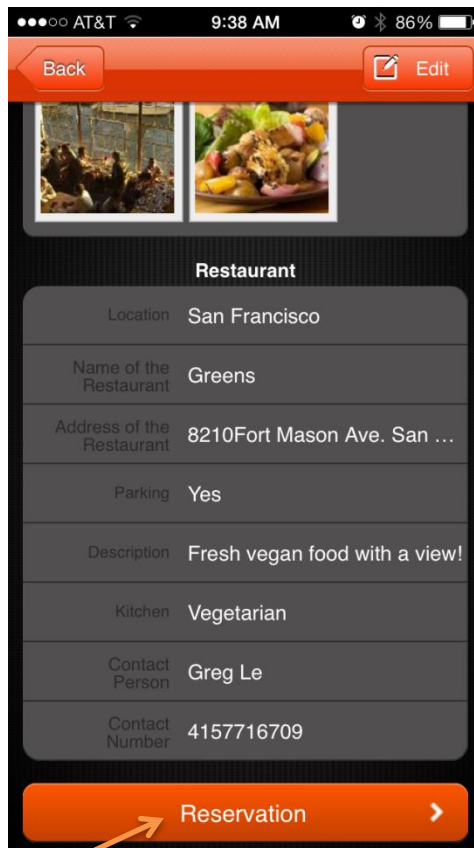 AT&T 9:38 AM 86%
Back Edit
Restaurant
Location San Francisco
Name of the
Restaurant Greens
Address of the
Restaurant 8210Fort Mason Ave. San …
Parking Yes
Description Fresh vegan food with a view!
Kitchen Vegetarian
Contact
Person Greg Le
Contact
Number 4157716709
Reservation